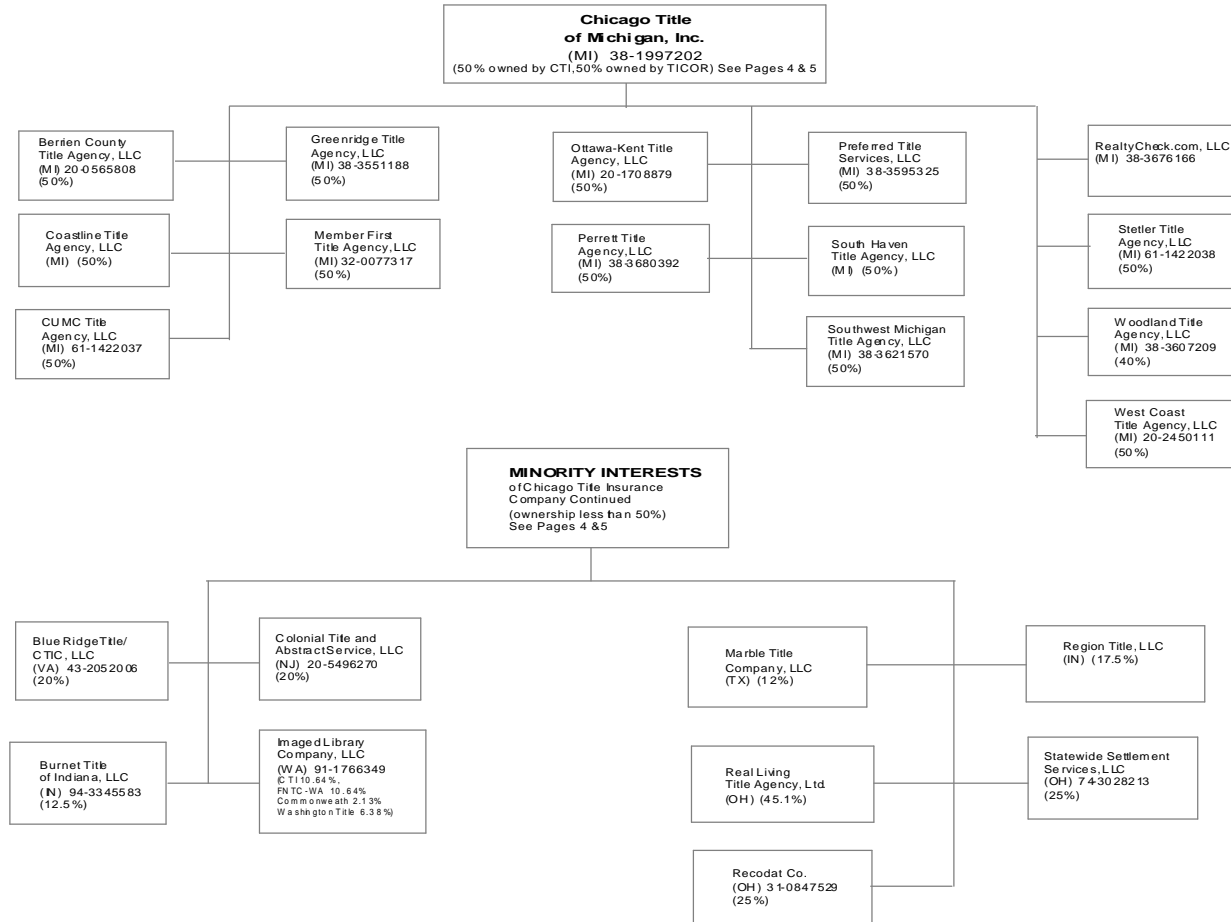 Chicago Title
of Michigan, Inc.
(MI) 38-1997202
(50% owned by CTI,50% owned by TICOR) See Pages 4 & 5
Berrien County
Title Agency, LLC
(MI) 20-0565808
(50%)
Greenridge Title
Agency, LLC
(MI) 38-3551188
(50%)
Ottawa-Kent Title
Agency, LLC
(MI) 20-1708879
(50%)
Preferred Title
Services, LLC
(MI) 38-3595325
(50%)
RealtyCheck.com, LLC
(MI) 38-3676166
Coastline Title
Agency, LLC
(MI) (50%)
Member First
Title Agency, LLC
(MI) 32-0077317
(50%)
Perrett Title
Agency, LLC
(MI) 38-3680392
(50%)
South Haven
Title Agency, LLC
(MI) (50%)
Stetler Title
Agency, LLC
(MI) 61-1422038
(50%)
CUMC Title
Agency, LLC
(MI) 61-1422037
(50%)
Southwest Michigan
Title Agency, LLC
(MI) 38-3621570
(50%)
Woodland Title
Agency, LLC
(MI) 38-3607209
(40%)
West Coast
Title Agency, LLC
(MI) 20-2450111
(50%)
MINORITY INTERESTS
of Chicago Title Insurance
Company Continued
(ownership less than 50%)
See Pages 4 &5
Blue Ridge Title/
CTIC, LLC
(VA) 43-2052006
(20%)
Colonial Title and
Abstract Service, LLC
(NJ) 20-5496270
(20%)
Marble Title
Company, LLC
(TX) (12%)
Region Title, LLC
(IN) (17.5%)
Burnet Title
of Indiana, LLC
(IN) 94-3345583
(12.5%)
Imaged Library
Company, LLC
(WA) 91-1766349
(CTI 10.64%,
FNTC-WA 10.64%
Commonweath 2.13%
Washington Title 6.38%)
Real Living
Title Agency, Ltd.
(OH) (45.1%)
Statewide Settlement
Services, LLC
(OH) 74-3028213
(25%)
Recodat Co.
(OH) 31-0847529
(25%)